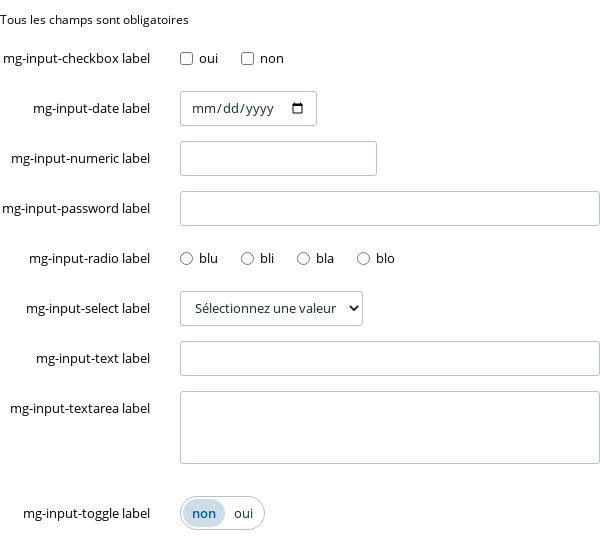 Tous les champs sont obligatoires
mg-input-checkbox label oui non
mg-input-date label mm/dd/yyyy
mg-input-numeric label
mg-input-password label
mg-input-radio label blu bli bla blo
mg-input-select label Sélectionnez une valeur
mg-input-text label
mg-input-textarea label
mg-input-toggle label non oui